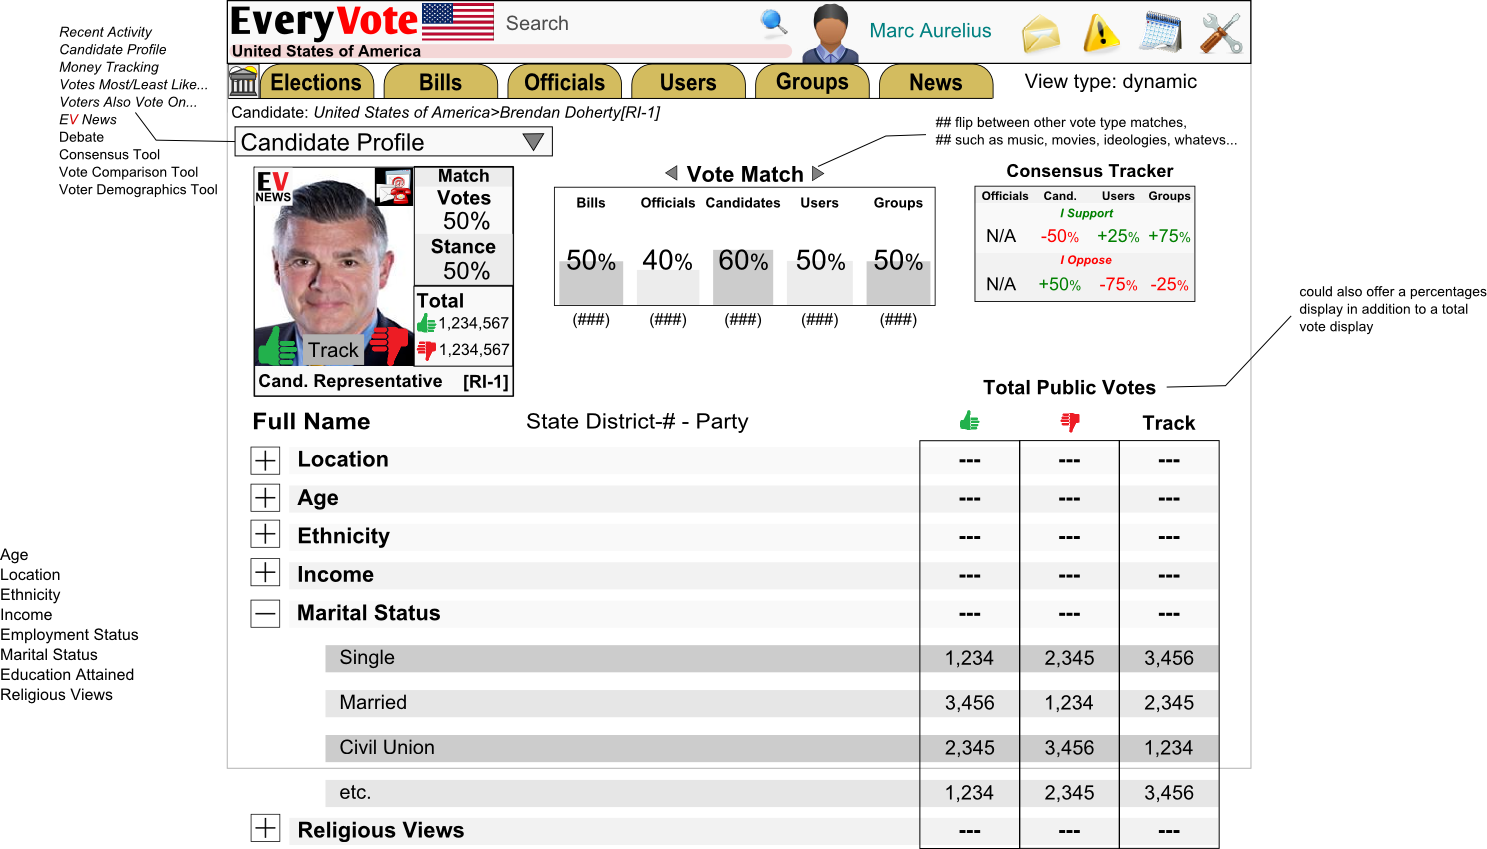 EveryVote
Search
Marc Aurelius
United States of America
Elections
Bills
Officials
Users
Groups
News
View type: dynamic
Candidate: United States of America>Brendan Doherty[RI-1]
Recent Activity
Candidate Profile
Money Tracking
Votes Most/Least Like...
Voters Also Vote On...
EV News
Debate
Consensus Tool
Vote Comparison Tool
Voter Demographics Tool
Candidate Profile
## flip between other vote type matches,
## such as music, movies, ideologies, whatevs...
EV
NEWS
Match
Votes
50%
Stance
50%
Total
1,234,567
1,234,567
Track
Cand. Representative [RI-1]
Vote Match
Bills Officials Candidates Users Groups
50% 40% 60% 50% 50%
(###) (###) (###) (###) (###)
Consensus Tracker
Officials Cand. Users Groups
I Support
N/A -50% +25% +75%
I Oppose
N/A +50% -75% -25%
could also offer a percentages
display in addition to a total
vote display
Total Public Votes
Full Name State District-# - Party Track
Location --- --- ---
Age --- --- ---
Ethnicity --- --- ---
Income --- --- ---
Marital Status --- --- ---
Single 1,234 2,345 3,456
Married 3,456 1,234 2,345
Civil Union 2,345 3,456 1,234
etc. 1,234 2,345 3,456
Religious Views --- --- ---
Age
Location
Ethnicity
Income
Employment Status
Marital Status
Education Attained
Religious Views